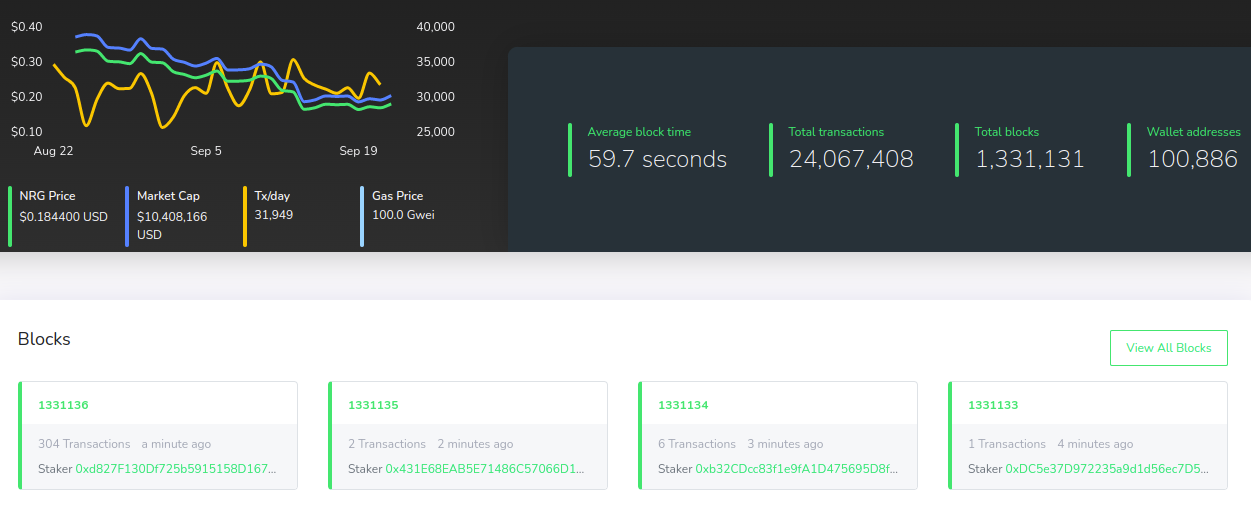 $0.40 40,000
$0.30 35,000
$0.20 30,000
$0.10 25,000
Aug 22 Sep 5 Sep 19
NRG Price
$0.184400 USD
Market Cap
$10,408,166
USD
Tx/day
31,949
Gas Price
100.0 Gwei
Average block time
59.7 seconds
Total transactions
24,067,408
Total blocks
1,331,131
Wallet addresses
100,886
Blocks
View All Blocks
1331136
304 Transactions a minute ago
Staker 0xd827F130Df725b5915158D167...
1331135
2 Transactions 2 minutes ago
Staker 0x431E68EAB5E71486C57066D1...
1331134
6 Transactions 3 minutes ago
Staker 0xb32CDcc83f1e9fA1D475695D8f...
1331133
1 Transactions 4 minutes ago
Staker 0xDC5e37D972235a9d1d56ec7D5...